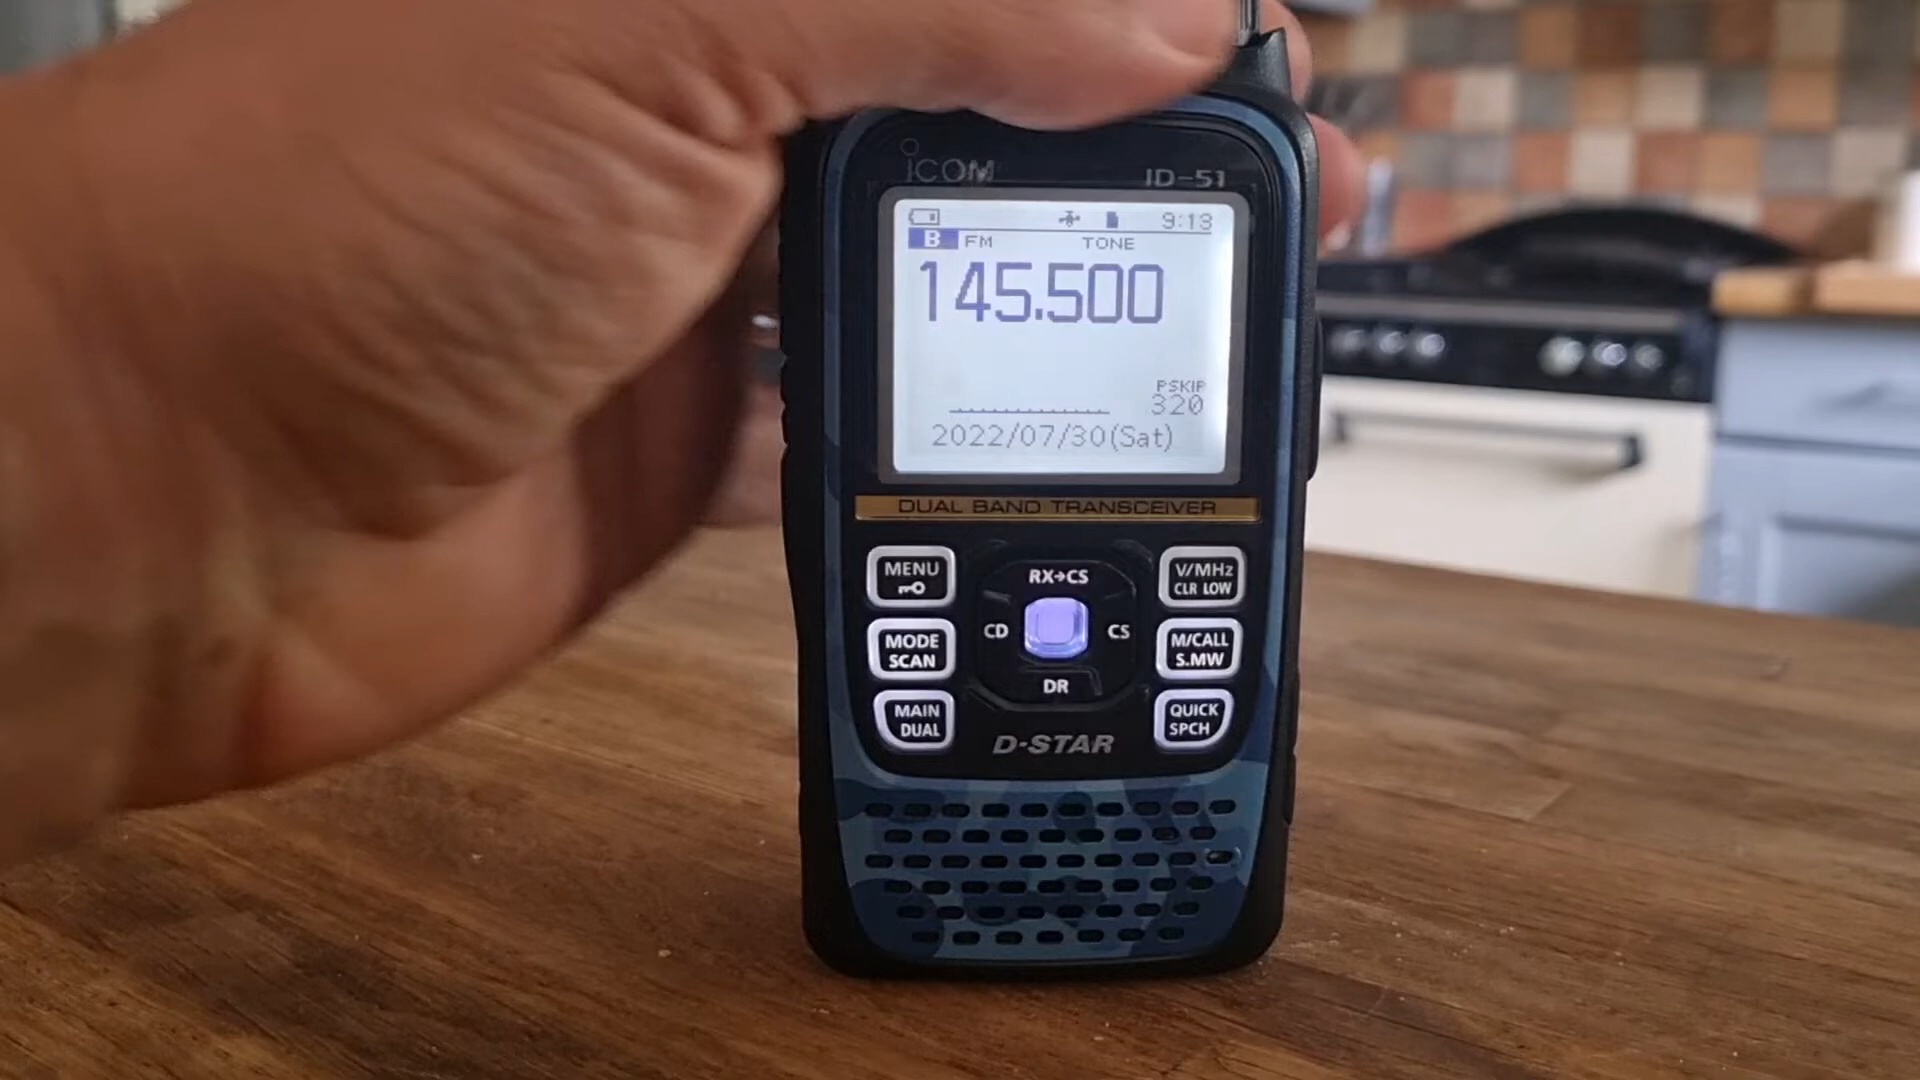 iCOM ID-51
9:13
B FM TONE
145.500
PSKIP
320
2022/07/30(Sat)
DUAL BAND TRANSCEIVER
MENU
RX→CS
V/MHz
CLR LOW
MODE
SCAN
CD
CS
M/CALL
S.MW
MAIN
DUAL
DR
QUICK
SPCH
D-STAR